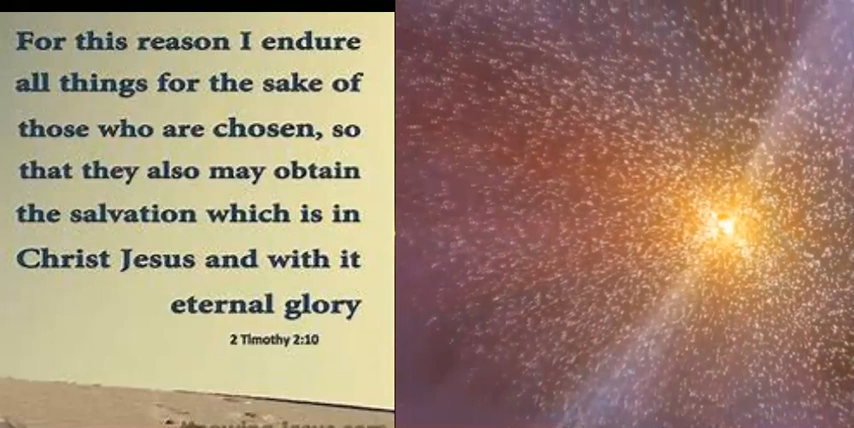 For this reason I endure
all things for the sake of
those who are chosen, so
that they also may obtain
the salvation which is in
Christ Jesus and with it
eternal glory
2 Timothy 2:10